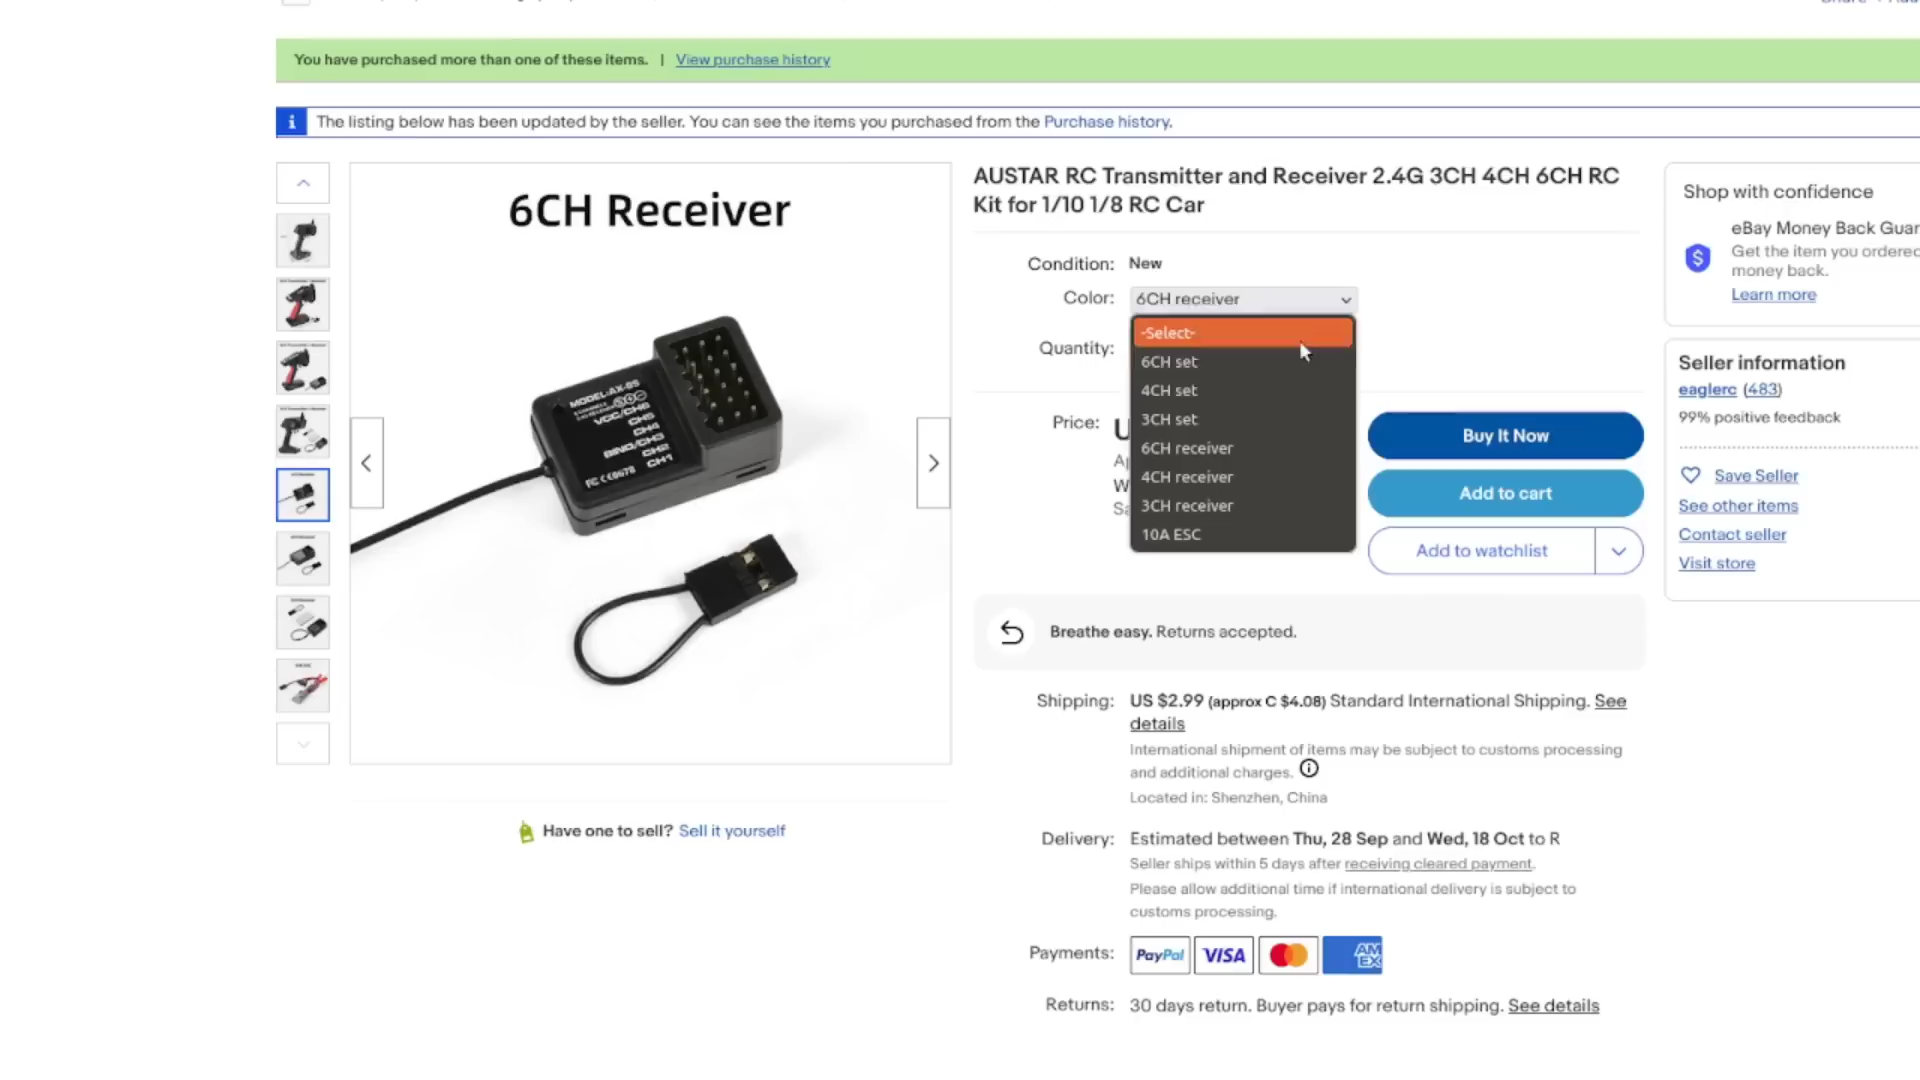 You have purchased more than one of these items. | View purchase history
i The listing below has been updated by the seller. You can see the items you purchased from the Purchase history.
6CH Receiver
MODEL:AX-6S
VCC/CH6
CH5
CH4
BIND/CH3
CH2
CH1
FC CE0678
Have one to sell? Sell it yourself
AUSTAR RC Transmitter and Receiver 2.4G 3CH 4CH 6CH RC
Kit for 1/10 1/8 RC Car
Condition: New
Color: 6CH receiver
-Select-
6CH set
4CH set
3CH set
6CH receiver
4CH receiver
3CH receiver
10A ESC
Quantity:
Price: U
Ap
W
Sa
Buy It Now
Add to cart
Add to watchlist
Breathe easy. Returns accepted.
Shipping: US $2.99 (approx C $4.08) Standard International Shipping. See
details
International shipment of items may be subject to customs processing
and additional charges.
Located in: Shenzhen, China
Delivery: Estimated between Thu, 28 Sep and Wed, 18 Oct to R
Seller ships within 5 days after receiving cleared payment.
Please allow additional time if international delivery is subject to
customs processing.
Payments: PayPal VISA AM
EX
Returns: 30 days return. Buyer pays for return shipping. See details
Shop with confidence
eBay Money Back Guar
Get the item you ordered
money back.
Learn more
Seller information
eaglerc (483)
99% positive feedback
Save Seller
See other items
Contact seller
Visit store